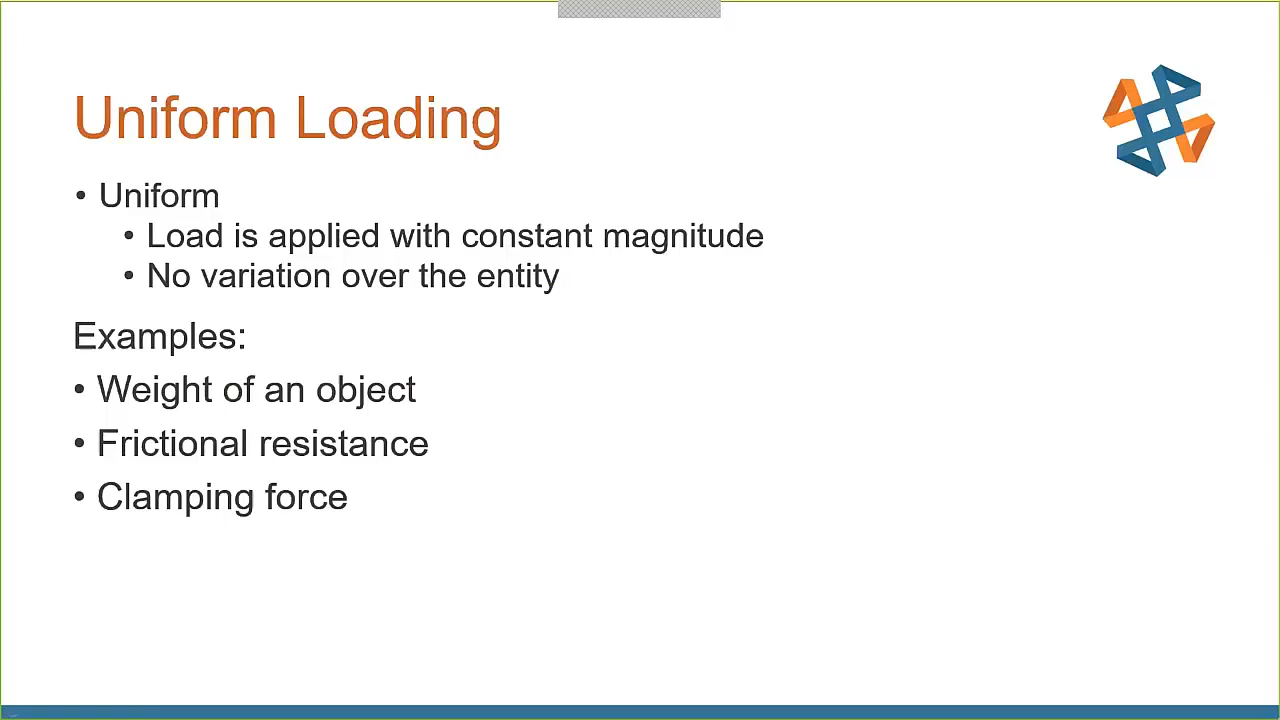 Uniform Loading
• Uniform
• Load is applied with constant magnitude
• No variation over the entity
Examples:
• Weight of an object
• Frictional resistance
• Clamping force